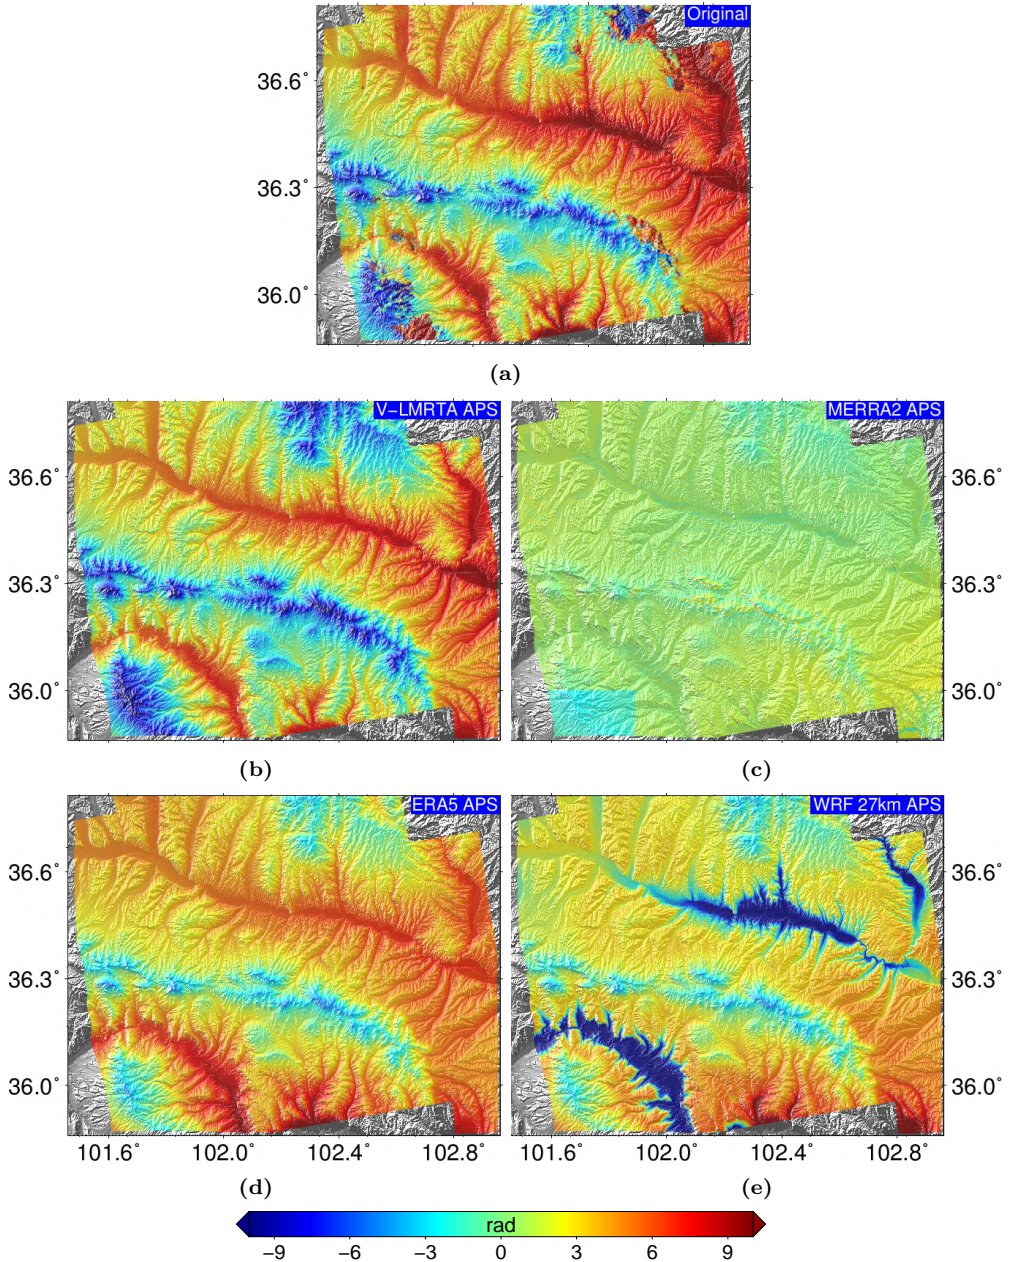 Original
36.6°
36.3°
36.0°
(a)
V-LMRTA APS
MERRA2 APS
36.6°
36.6°
36.3°
36.3°
36.0°
36.0°
(b)
(c)
ERA5 APS
WRF 27km APS
36.6°
36.6°
36.3°
36.3°
36.0°
36.0°
101.6° 102.0° 102.4° 102.8°
101.6° 102.0° 102.4° 102.8°
(d)
(e)
rad
−9 −6 −3 0 3 6 9